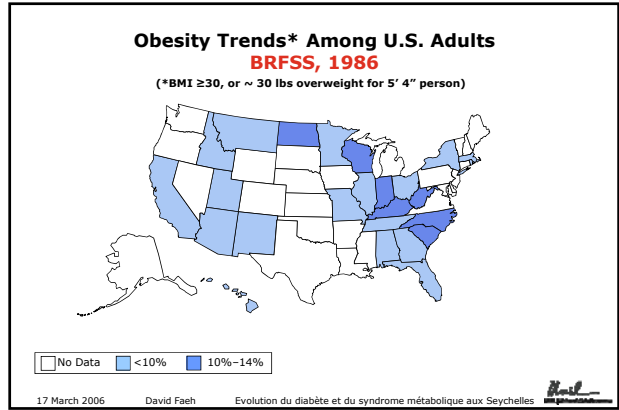 Obesity Trends* Among U.S. Adults
BRFSS, 1986
(*BMI ≥30, or ~ 30 lbs overweight for 5’ 4” person)
No Data <10% 10%–14%
17 March 2006 David Faeh Evolution du diabète et du syndrome métabolique aux Seychelles